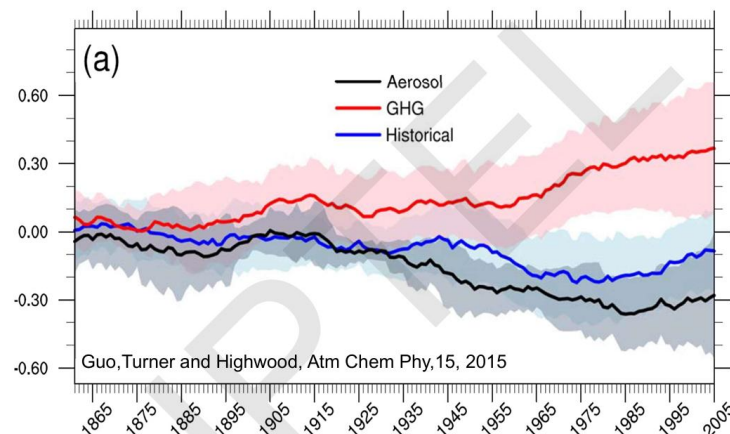 (a)
Aerosol
GHG
Historical
0.60
0.30
0.00
-0.30
-0.60
Guo,Turner and Highwood, Atm Chem Phy,15, 2015
1865 1875 1885 1895 1905 1915 1925 1935 1945 1955 1965 1975 1985 1995 2005